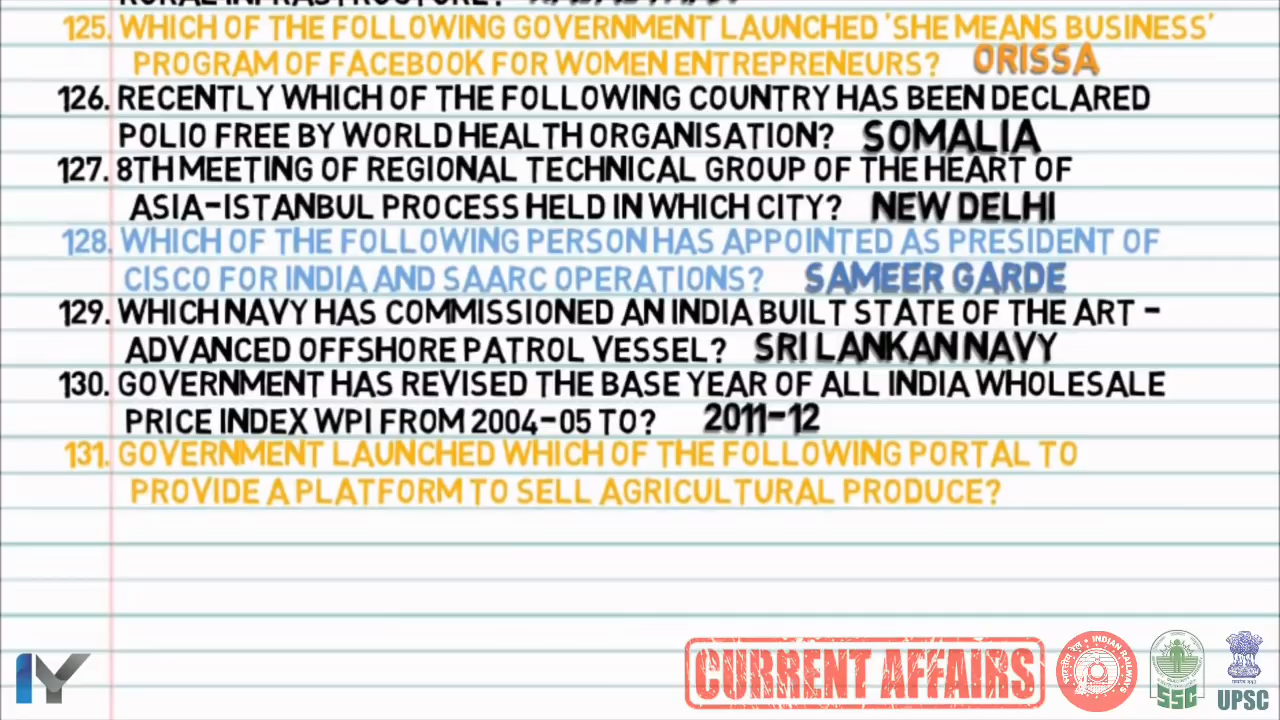 125. WHICH OF THE FOLLOWING GOVERNMENT LAUNCHED 'SHE MEANS BUSINESS'
PROGRAM OF FACEBOOK FOR WOMEN ENTREPRENEURS? ORISSA
126. RECENTLY WHICH OF THE FOLLOWING COUNTRY HAS BEEN DECLARED
POLIO FREE BY WORLD HEALTH ORGANISATION? SOMALIA
127. 8TH MEETING OF REGIONAL TECHNICAL GROUP OF THE HEART OF
ASIA-ISTANBUL PROCESS HELD IN WHICH CITY? NEW DELHI
128. WHICH OF THE FOLLOWING PERSON HAS APPOINTED AS PRESIDENT OF
CISCO FOR INDIA AND SAARC OPERATIONS? SAMEER GARDE
129. WHICH NAVY HAS COMMISSIONED AN INDIA BUILT STATE OF THE ART -
ADVANCED OFFSHORE PATROL VESSEL? SRI LANKAN NAVY
130. GOVERNMENT HAS REVISED THE BASE YEAR OF ALL INDIA WHOLESALE
PRICE INDEX WPI FROM 2004-05 TO? 2011-12
131. GOVERNMENT LAUNCHED WHICH OF THE FOLLOWING PORTAL TO
PROVIDE A PLATFORM TO SELL AGRICULTURAL PRODUCE?
IY
CURRENT AFFAIRS
INDIAN RAILWAY
SSC
UPSC